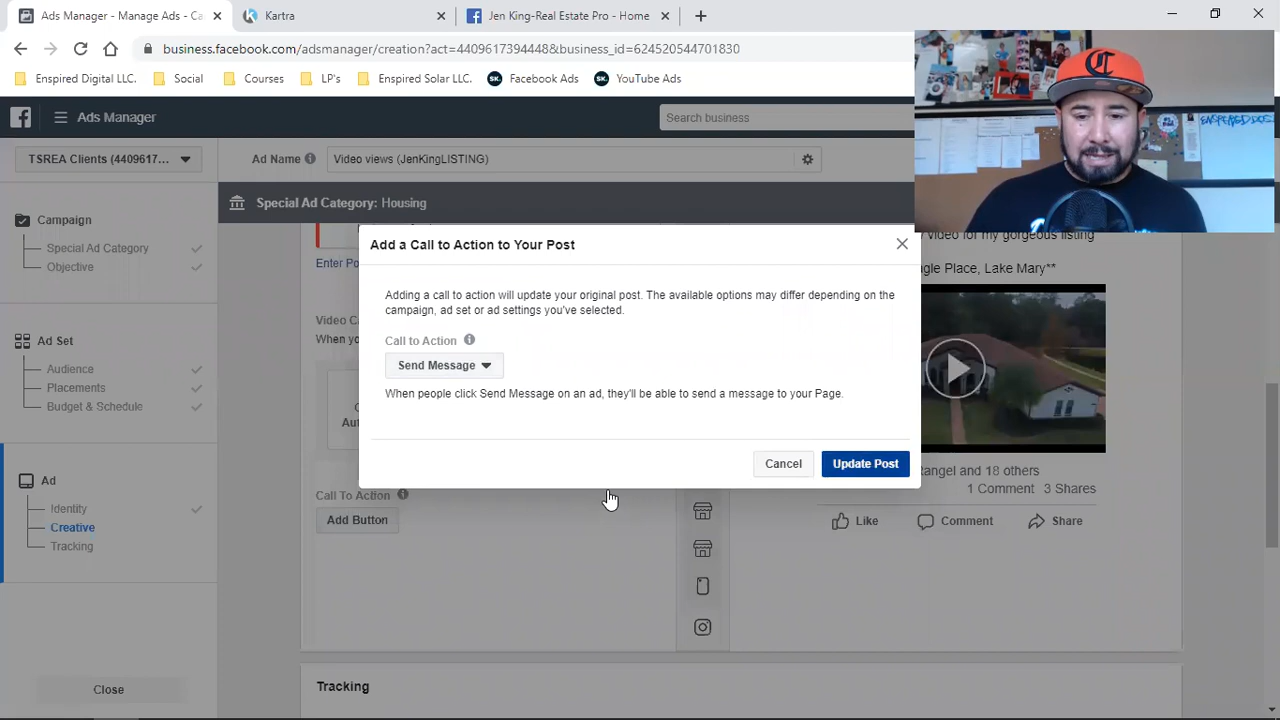 Ads Manager - Manage Ads - Ca
Kartra
Jen King-Real Estate Pro - Home
business.facebook.com/adsmanager/creation?act=4409617394448&business_id=624520544701830
Enspired Digital LLC.
Social
Courses
LP's
Enspired Solar LLC.
SK.
Facebook Ads
SK.
YouTube Ads
Ads Manager
Search business
TSREA Clients (4409617...
Ad Name
Video views (JenKingLISTING)
Special Ad Category: Housing
Campaign
Special Ad Category
Objective
Ad Set
Audience
Placements
Budget & Schedule
Ad
Identity
Creative
Tracking
Close
Enter Po
Video C
When yo
Aut
Add a Call to Action to Your Post
Adding a call to action will update your original post. The available options may differ depending on the
campaign, ad set or ad settings you've selected.
Call to Action
Send Message
When people click Send Message on an ad, they'll be able to send a message to your Page.
Cancel
Update Post
Call To Action
Add Button
video for my gorgeous listing
gle Place, Lake Mary**
tangel and 18 others
1 Comment 3 Shares
Like
Comment
Share
Tracking
C